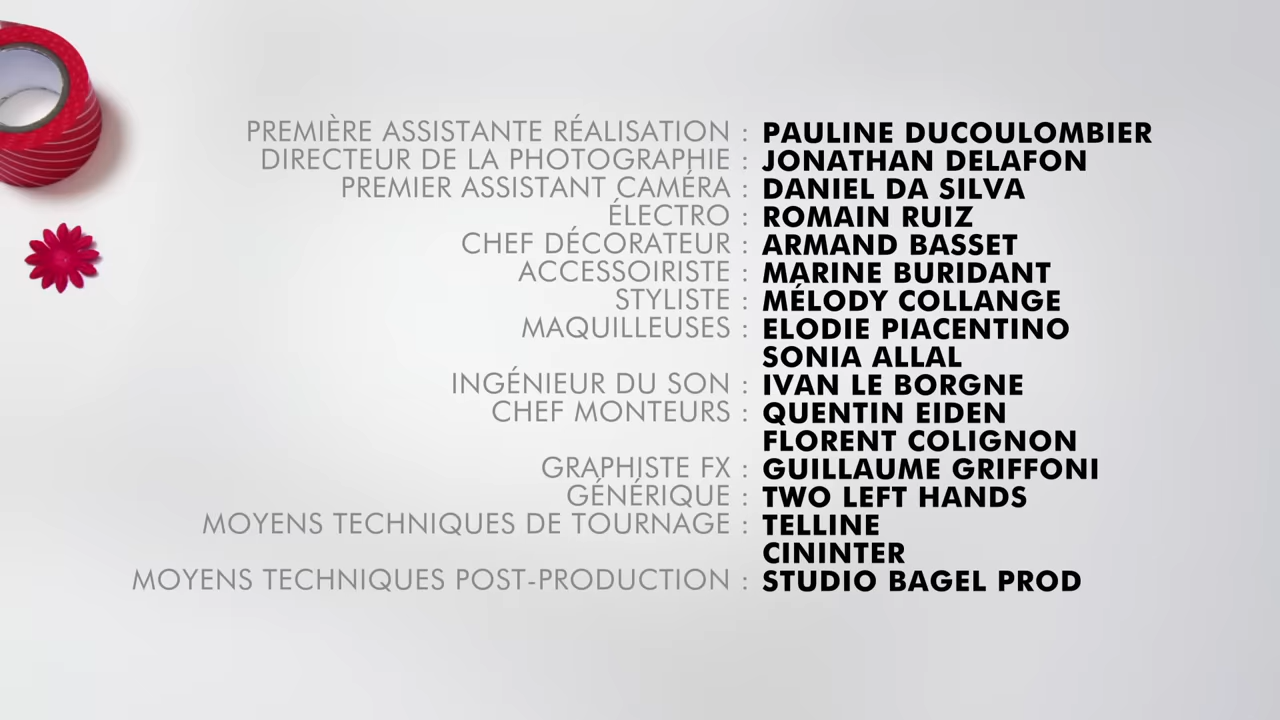 PREMIÈRE ASSISTANTE RÉALISATION : PAULINE DUCOULOMBIER
DIRECTEUR DE LA PHOTOGRAPHIE : JONATHAN DELAFON
PREMIER ASSISTANT CAMÉRA : DANIEL DA SILVA
ÉLECTRO : ROMAIN RUIZ
CHEF DÉCORATEUR : ARMAND BASSET
ACCESSOIRISTE : MARINE BURIDANT
STYLISTE : MÉLODY COLLANGE
MAQUILLEUSES : ELODIE PIACENTINO
SONIA ALLAL
INGÉNIEUR DU SON : IVAN LE BORGNE
CHEF MONTEURS : QUENTIN EIDEN
FLORENT COLIGNON
GRAPHISTE FX : GUILLAUME GRIFFONI
GÉNÉRIQUE : TWO LEFT HANDS
MOYENS TECHNIQUES DE TOURNAGE : TELLINE
CININTER
MOYENS TECHNIQUES POST-PRODUCTION : STUDIO BAGEL PROD